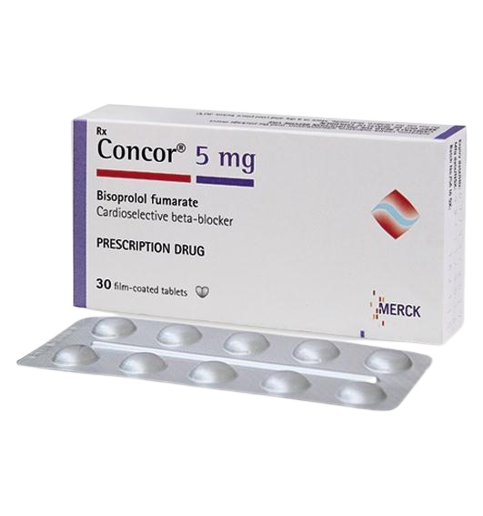 Rx
Concor® 5 mg
Bisoprolol fumarate
Cardioselective beta-blocker
PRESCRIPTION DRUG
30 film-coated tablets
MERCK